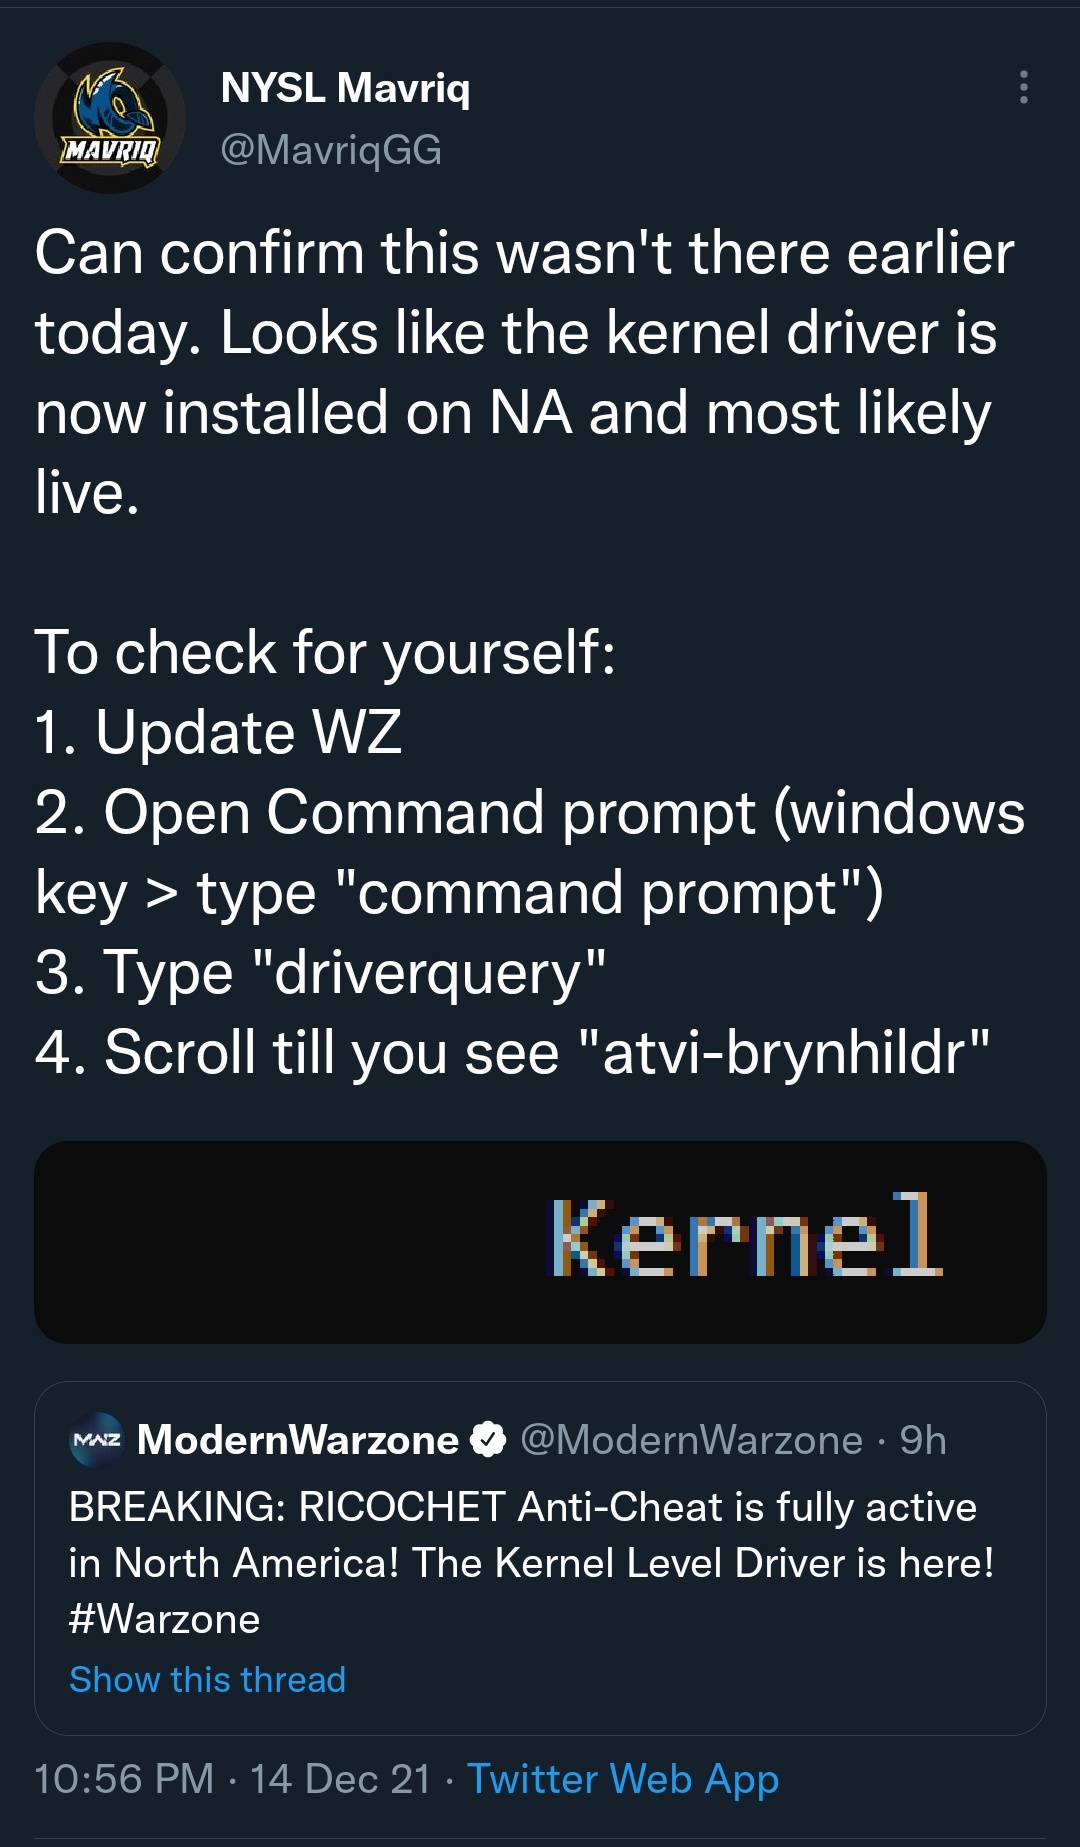 MAVRIQ
NYSL Mavriq
@MavriqGG
Can confirm this wasn't there earlier
today. Looks like the kernel driver is
now installed on NA and most likely
live.
To check for yourself:
1. Update WZ
2. Open Command prompt (windows
key > type "command prompt")
3. Type "driverquery"
4. Scroll till you see "atvi-brynhildr"
Kernel
MWZ
ModernWarzone @ModernWarzone · 9h
BREAKING: RICOCHET Anti-Cheat is fully active
in North America! The Kernel Level Driver is here!
#Warzone
Show this thread
10:56 PM · 14 Dec 21 · Twitter Web App